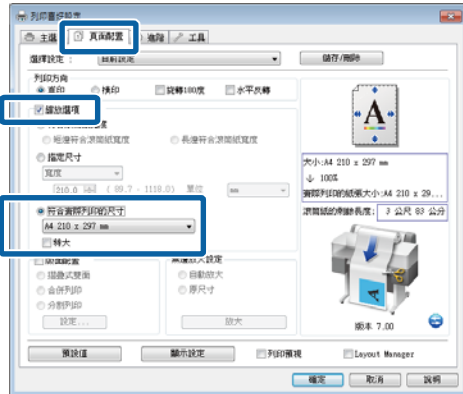 列印喜好設定
主選
頁面配置
進階
工具
選擇設定 :
目前設定
儲存/刪除
列印方向
直印
橫印
旋轉180度
水平反轉
縮放選項
短邊符合滾筒紙寬度
長邊符合滾筒紙寬度
指定尺寸
寬度
210.0
( 89.7 - 1118.0)
單位
mm
符合實際列印的尺寸
A4 210 x 297 mm
轉大
摺疊式雙面
合併列印
分割列印
設定...
無邊放大設定
自動放大
原尺寸
放大
A
大小:A4 210 x 297 mm
100%
實際列印的紙張大小:A4 210 x 29...
滾筒紙的剩餘長度:
3 公尺 83 公分
版本 7.00
預設值
顯示設定
列印預視
Layout Manager
確定
取消
說明